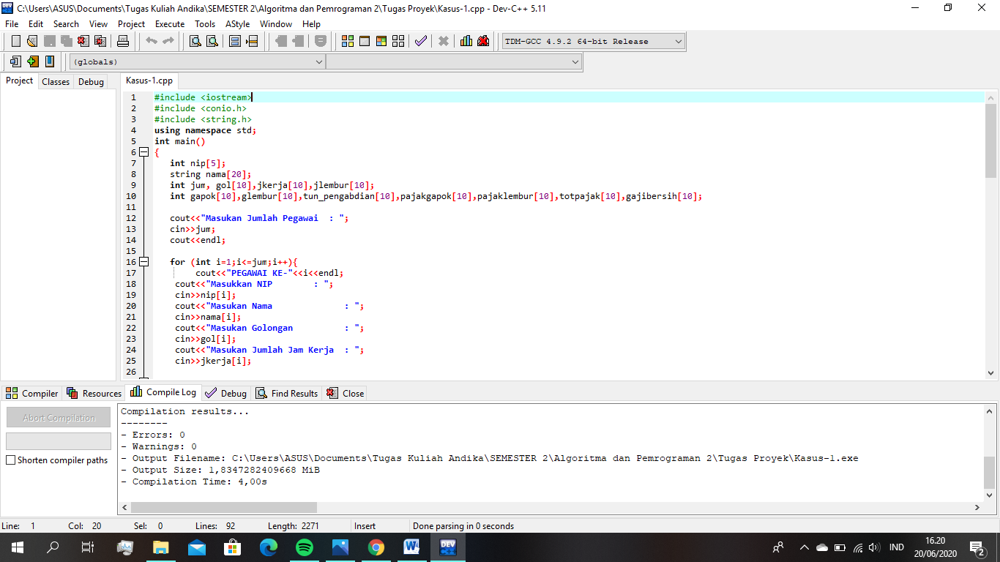 C:\Users\ASUS\Documents\Tugas Kuliah Andika\SEMESTER 2\Algoritma dan Pemrograman 2\Tugas Proyek\Kasus-1.cpp - Dev-C++ 5.11
File Edit Search View Project Execute Tools AStyle Window Help
TDM-GCC 4.9.2 64-bit Release
(globals)
Project Classes Debug
Kasus-1.cpp
1 #include <iostream>
2 #include <conio.h>
3 #include <string.h>
4 using namespace std;
5 int main()
6 {
7 int nip[5];
8 string nama[20];
9 int jum, gol[10],jkerja[10],jlembur[10];
10 int gapok[10],glembur[10],tun_pengabdian[10],pajakgapok[10],pajaklembur[10],totpajak[10],gajibersih[10];
11
12 cout<<"Masukan Jumlah Pegawai  : ";
13 cin>>jum;
14 cout<<endl;
15
16 for (int i=1;i<=jum;i++){
17 cout<<"PEGAWAI KE-"<<i<<endl;
18 cout<<"Masukkan NIP        : ";
19 cin>>nip[i];
20 cout<<"Masukan Nama              : ";
21 cin>>nama[i];
22 cout<<"Masukan Golongan          : ";
23 cin>>gol[i];
24 cout<<"Masukan Jumlah Jam Kerja  : ";
25 cin>>jkerja[i];
26
Compiler Resources Compile Log Debug Find Results Close
Abort Compilation
Shorten compiler paths
Compilation results...
--------
- Errors: 0
- Warnings: 0
- Output Filename: C:\Users\ASUS\Documents\Tugas Kuliah Andika\SEMESTER 2\Algoritma dan Pemrograman 2\Tugas Proyek\Kasus-1.exe
- Output Size: 1,8347282409668 MiB
- Compilation Time: 4,00s
Line: 1 Col: 20 Sel: 0 Lines: 92 Length: 2271 Insert Done parsing in 0 seconds
DEV
IND
16.20
20/06/2020
2